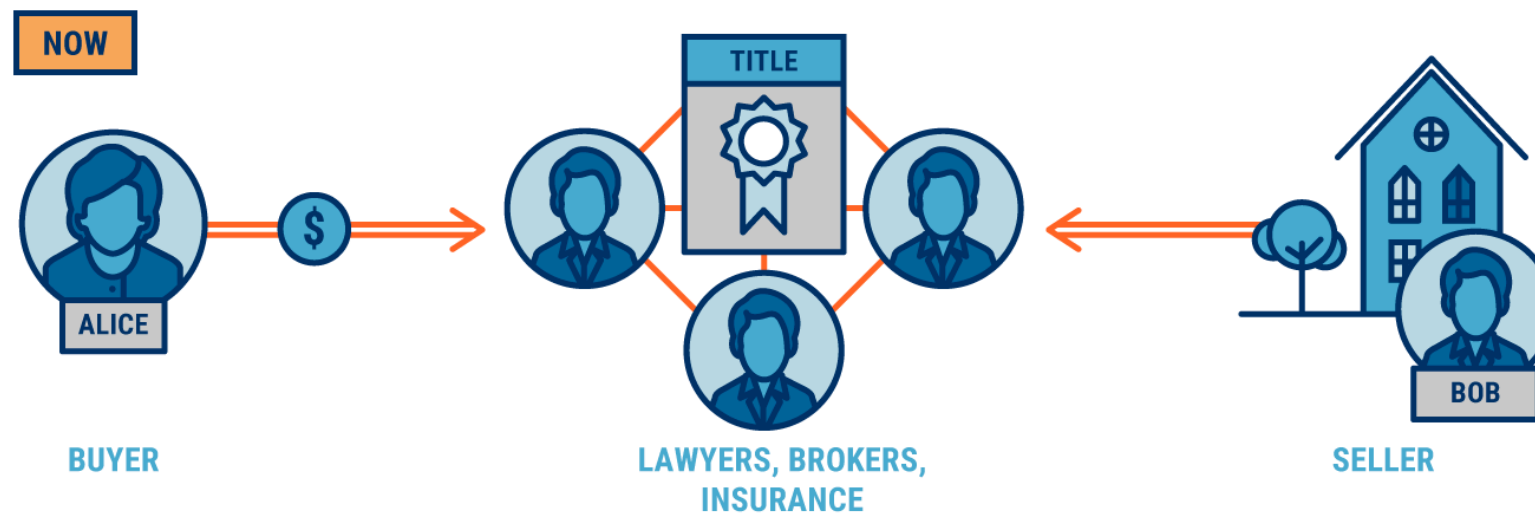 NOW
TITLE
$
ALICE
BOB
BUYER
LAWYERS, BROKERS,
INSURANCE
SELLER